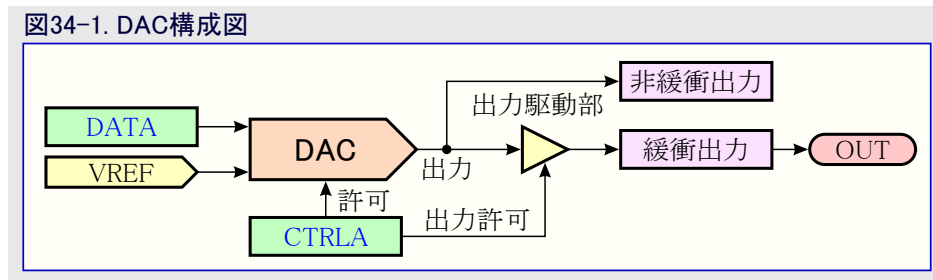 図34-1. DAC構成図
非緩衝出力
出力駆動部
DATA
DAC
緩衝出力
OUT
VREF
出力
許可
出力許可
CTRLA